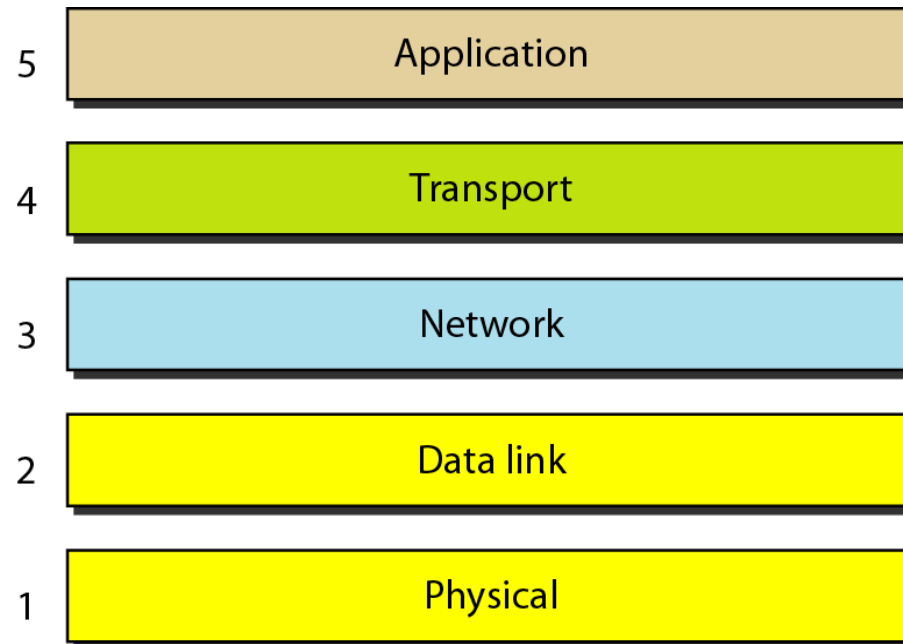 5 Application
4 Transport
3 Network
2 Data link
1 Physical